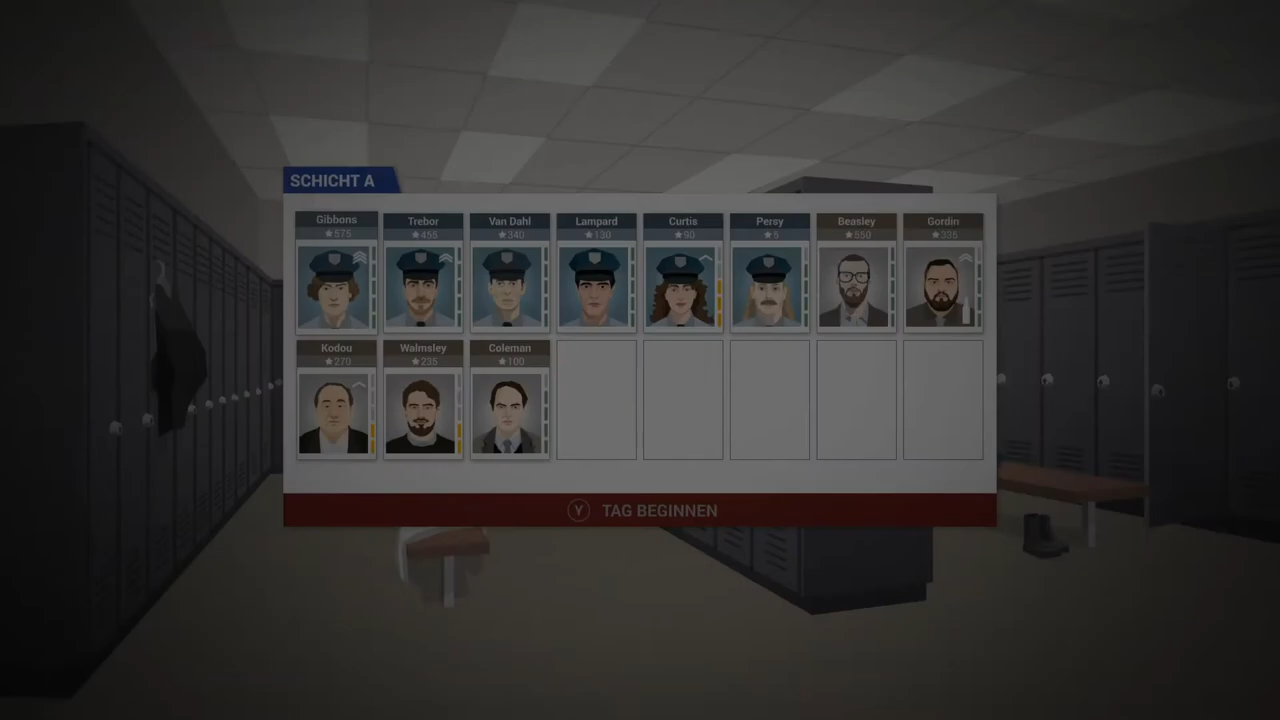 SCHICHT A
Gibbons Trebor Van Dahl Lampard Curtis Persy Beasley Gordin
★575 ★455 ★340 ★130 ★90 ★5 ★550 ★335
Kodou Walmsley Coleman
★270 ★235 ★100
Y TAG BEGINNEN